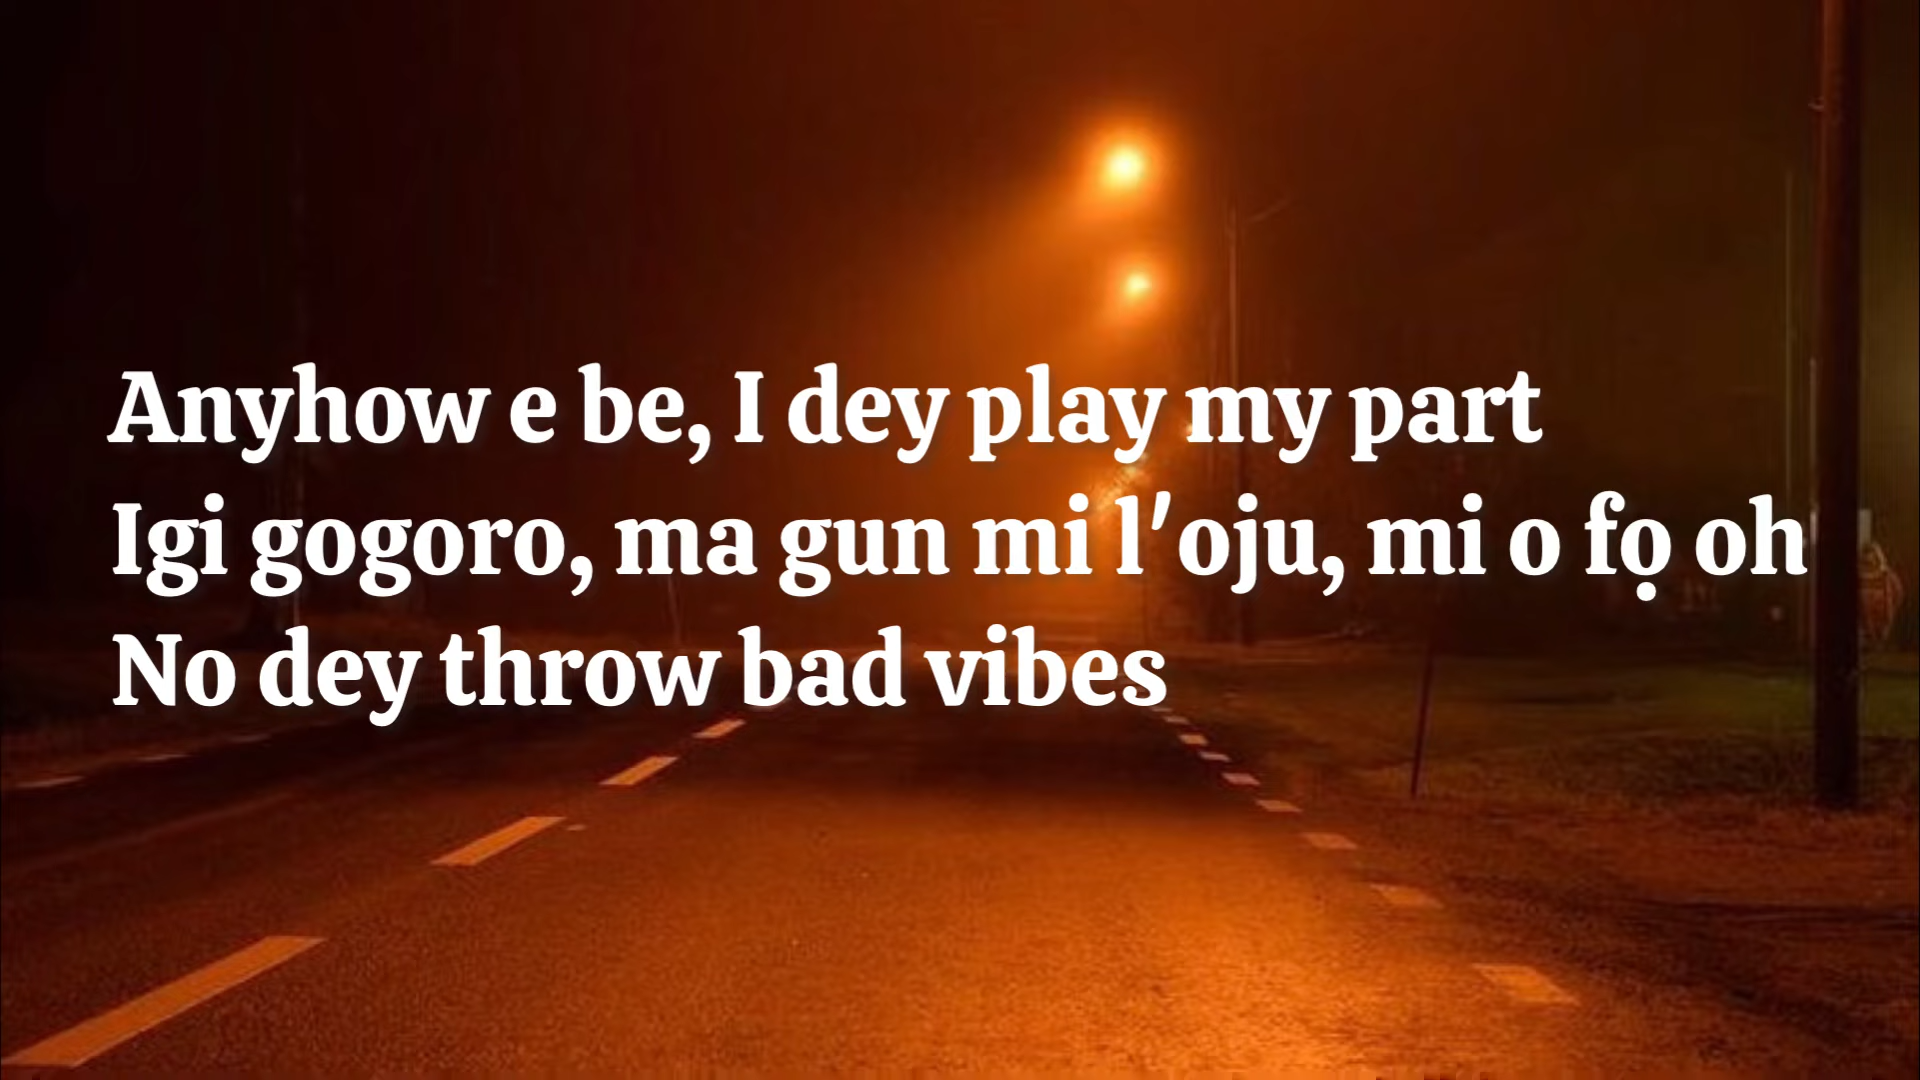 Anyhow e be, I dey play my part
Igi gogoro, ma gun mi l'oju, mi o fọ oh
No dey throw bad vibes